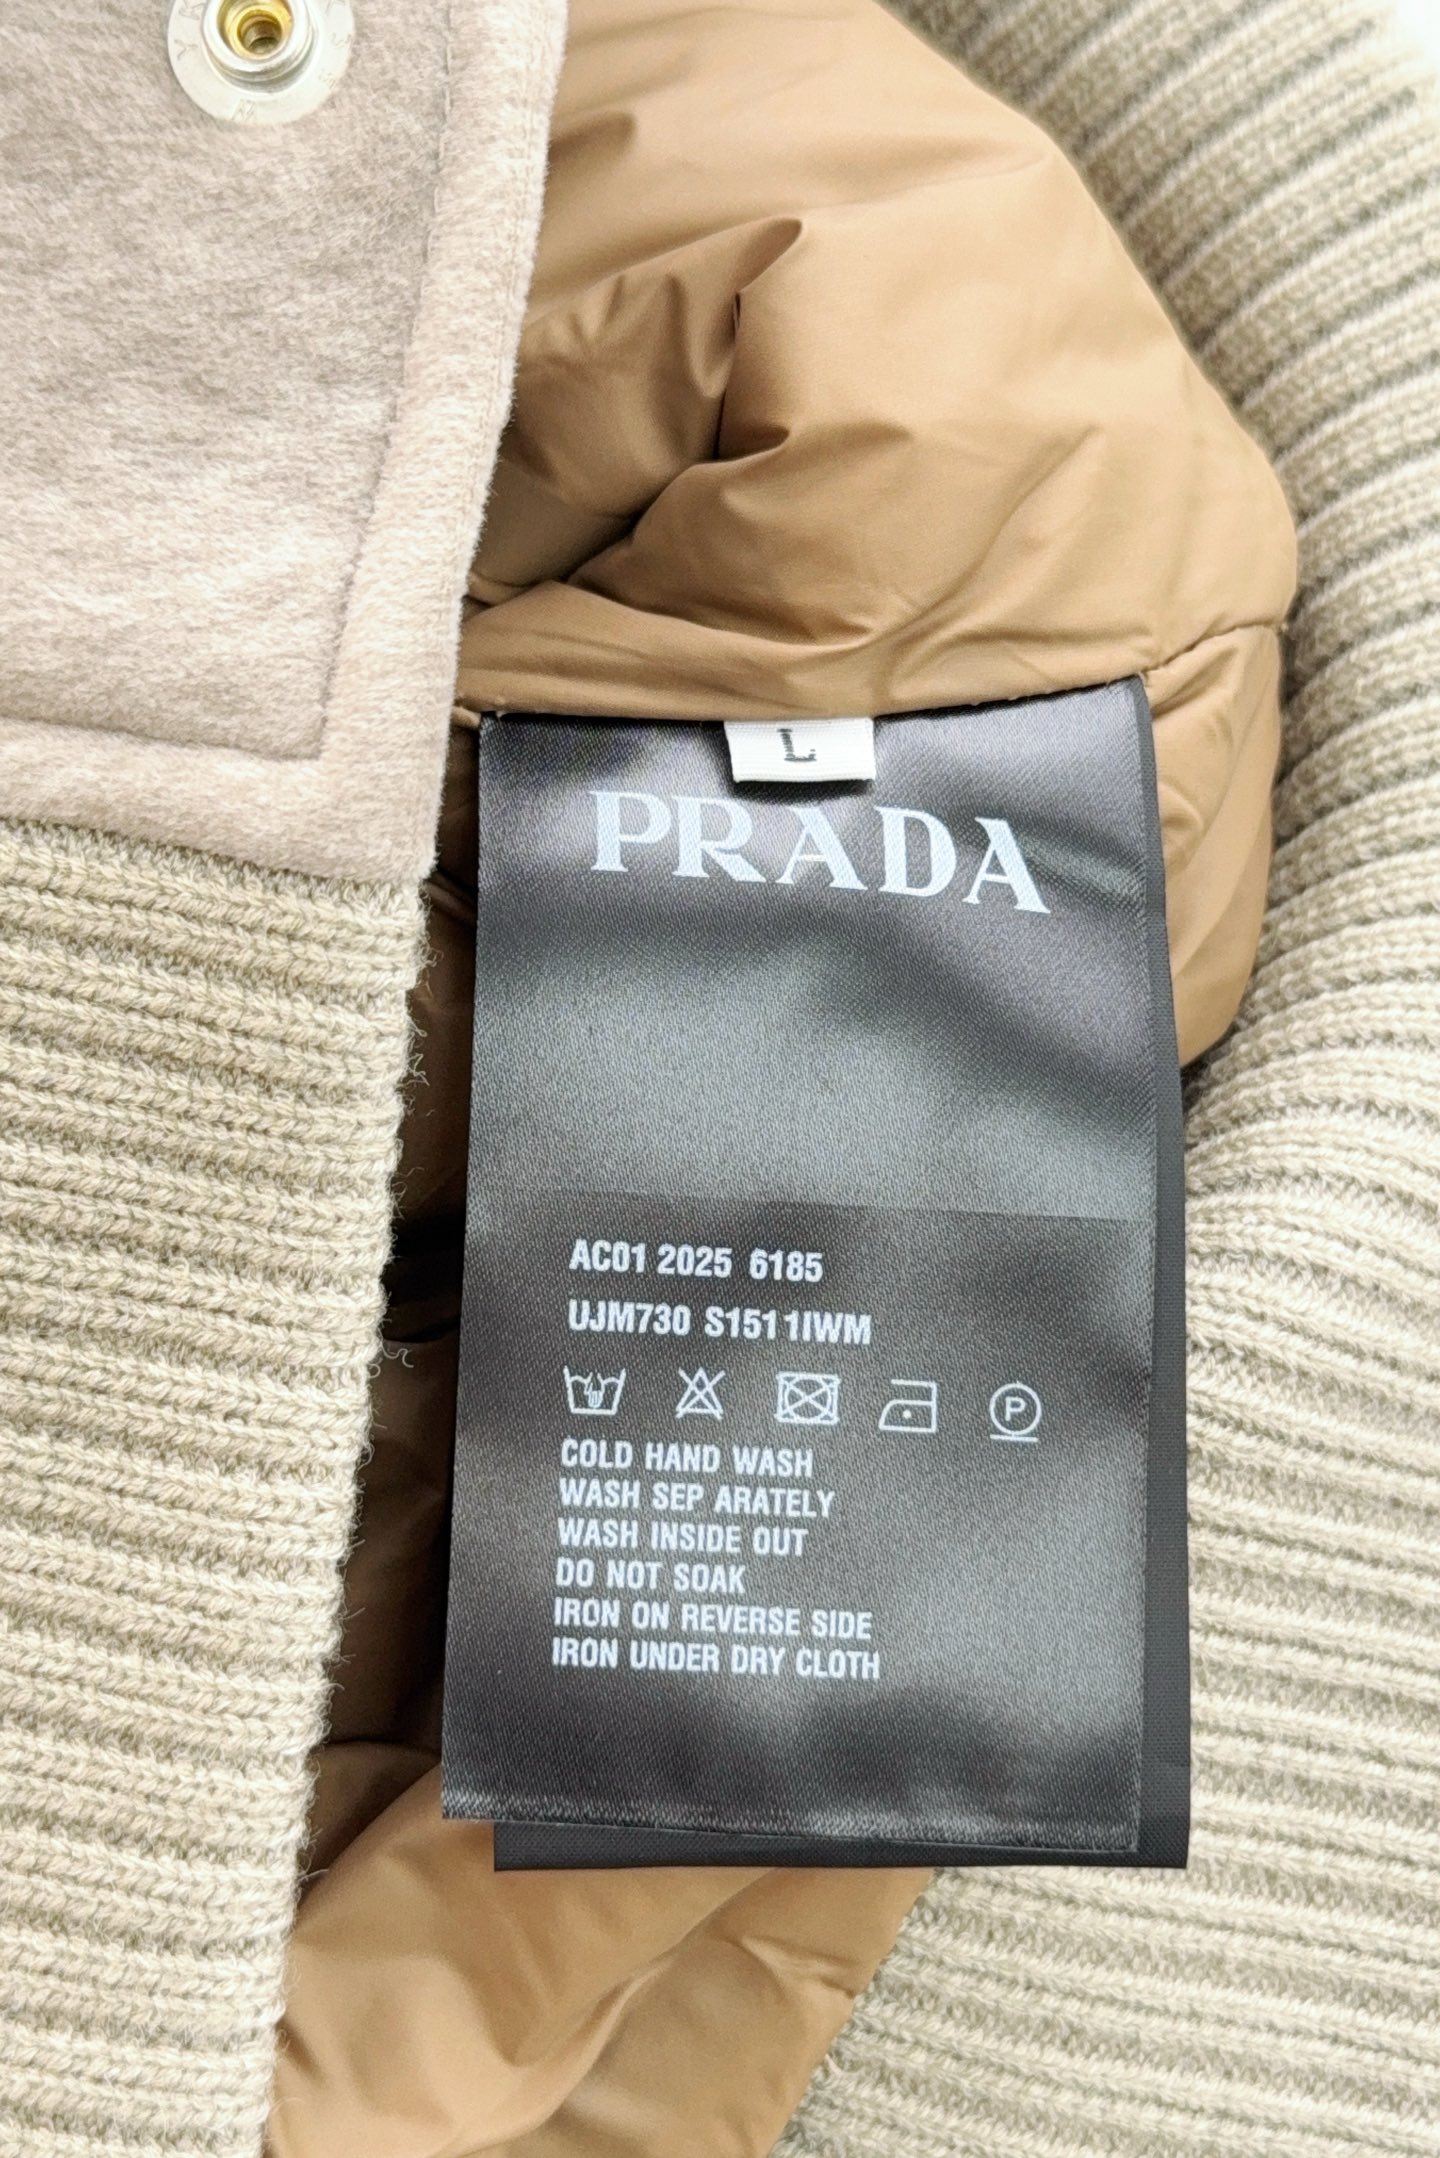 L
PRADA
AC01 2025 6185
UJM730 S151 1IWM
P
COLD HAND WASH
WASH SEP ARATELY
WASH INSIDE OUT
DO NOT SOAK
IRON ON REVERSE SIDE
IRON UNDER DRY CLOTH